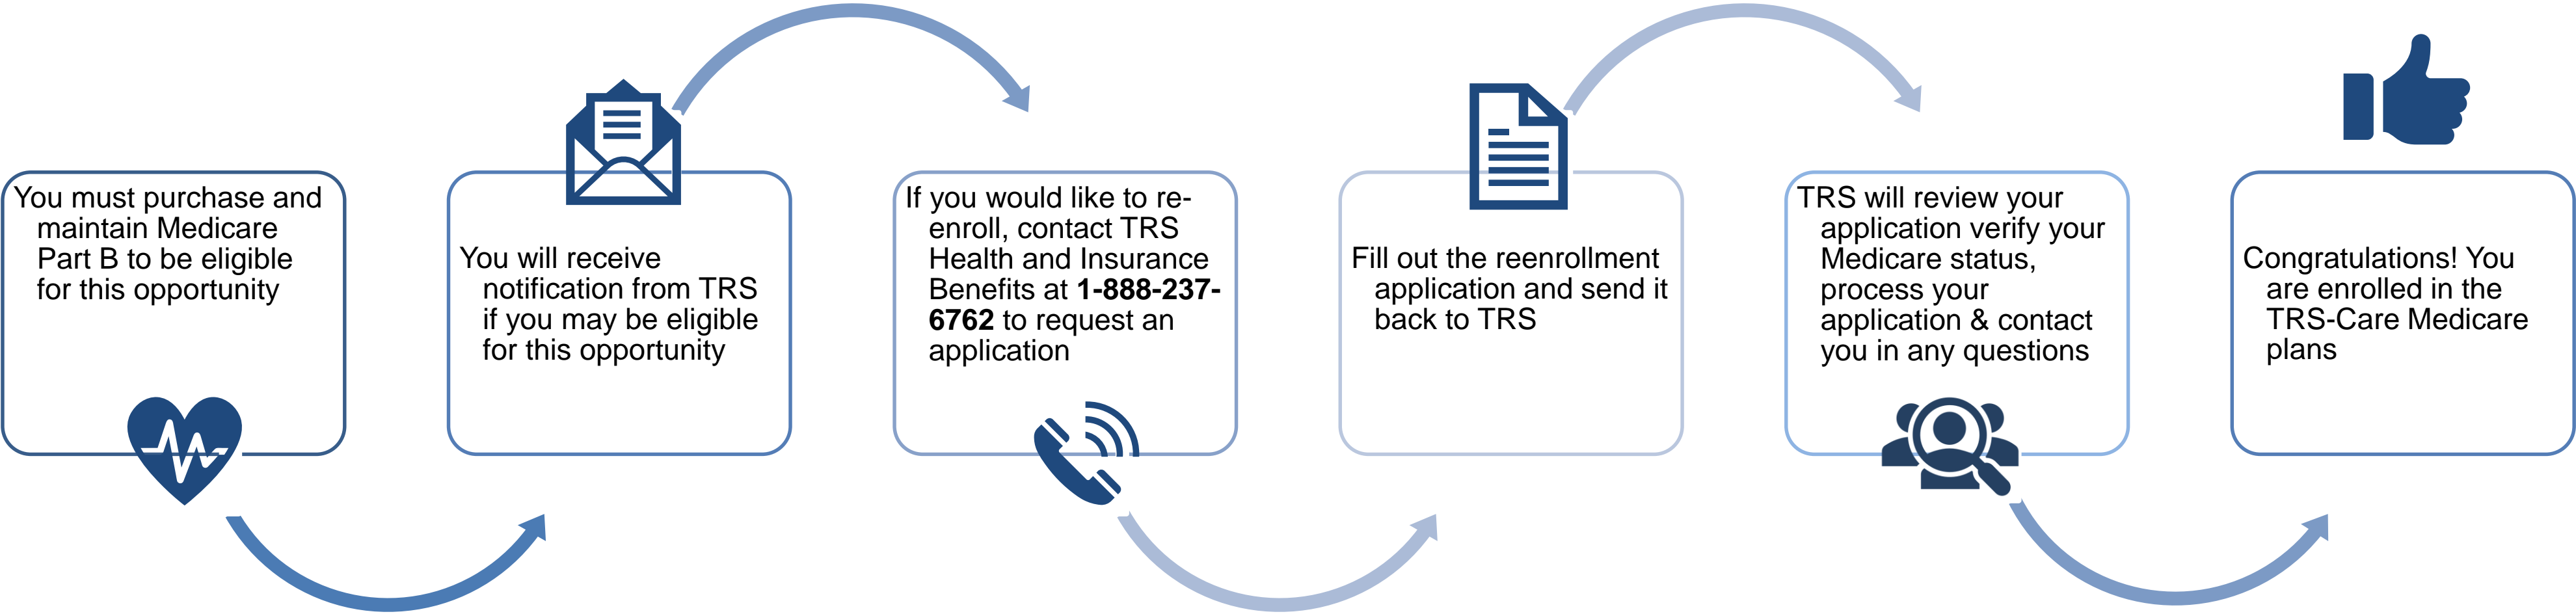 You must purchase and
maintain Medicare
Part B to be eligible
for this opportunity
You will receive
notification from TRS
if you may be eligible
for this opportunity
If you would like to re-
enroll, contact TRS
Health and Insurance
Benefits at 1-888-237-
6762 to request an
application
Fill out the reenrollment
application and send it
back to TRS
TRS will review your
application verify your
Medicare status,
process your
application & contact
you in any questions
Congratulations! You
are enrolled in the
TRS-Care Medicare
plans